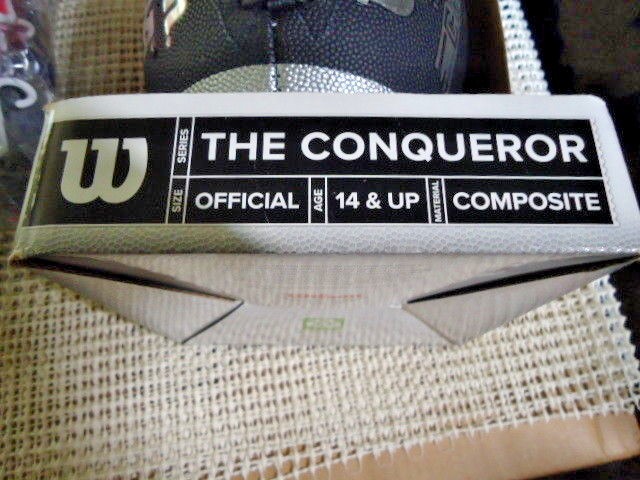 W
SERIES
THE CONQUEROR
SIZE
OFFICIAL
AGE
14 & UP
MATERIAL
COMPOSITE